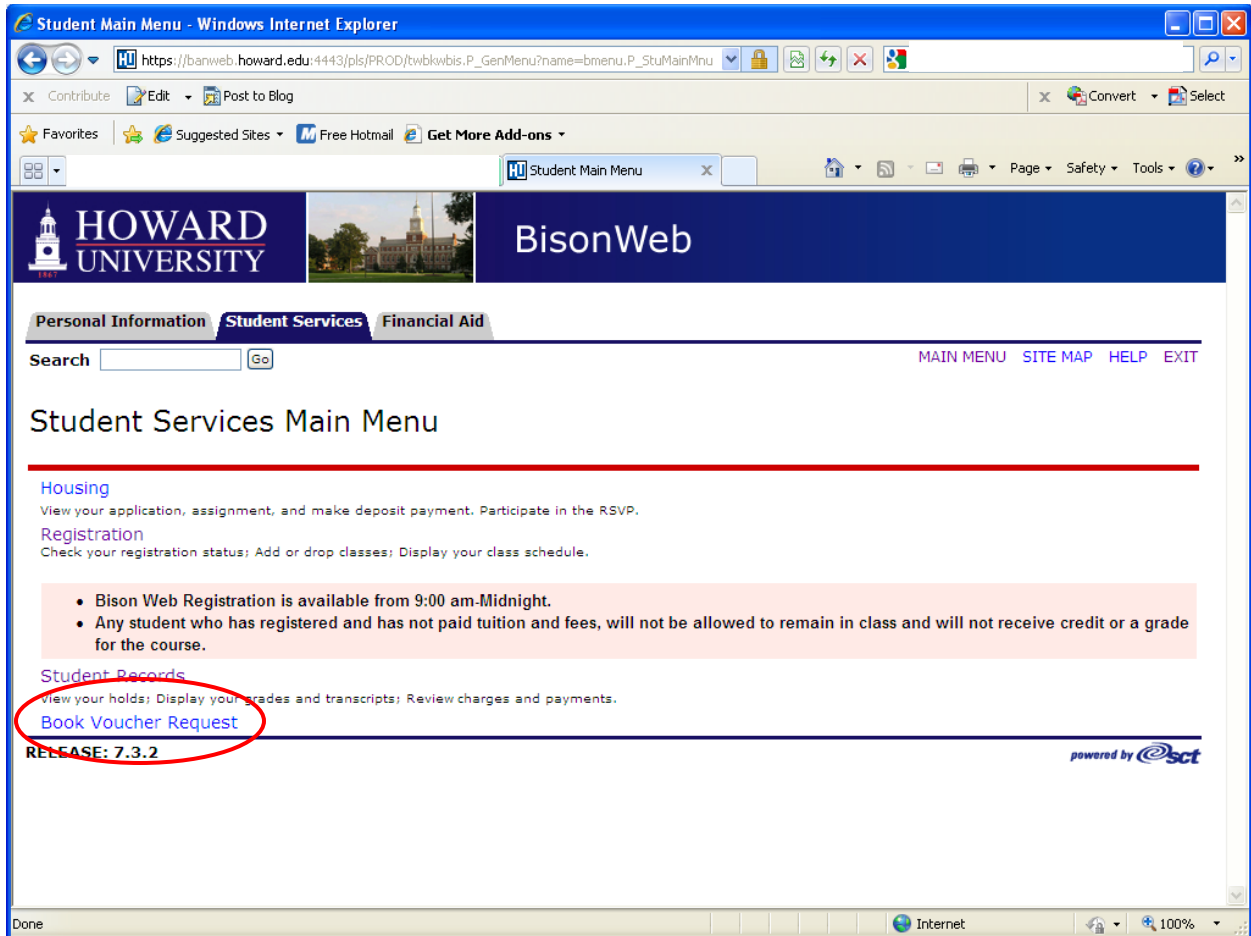 Student Main Menu - Windows Internet Explorer
https://banweb.howard.edu:4443/pls/PROD/twbkwbis.P_GenMenu?name=bmenu.P_StuMainMnu
x Contribute Edit Post to Blog x Convert Select
Favorites Suggested Sites Free Hotmail Get More Add-ons
Student Main Menu x Page Safety Tools »
HOWARD
UNIVERSITY
1867
BisonWeb
Personal Information Student Services Financial Aid
Search Go MAIN MENU SITE MAP HELP EXIT
Student Services Main Menu
Housing
View your application, assignment, and make deposit payment. Participate in the RSVP.
Registration
Check your registration status; Add or drop classes; Display your class schedule.
• Bison Web Registration is available from 9:00 am-Midnight.
• Any student who has registered and has not paid tuition and fees, will not be allowed to remain in class and will not receive credit or a grade
for the course.
Student Records
View your holds; Display your grades and transcripts; Review charges and payments.
Book Voucher Request
RELEASE: 7.3.2 powered by sct
Done Internet 100%